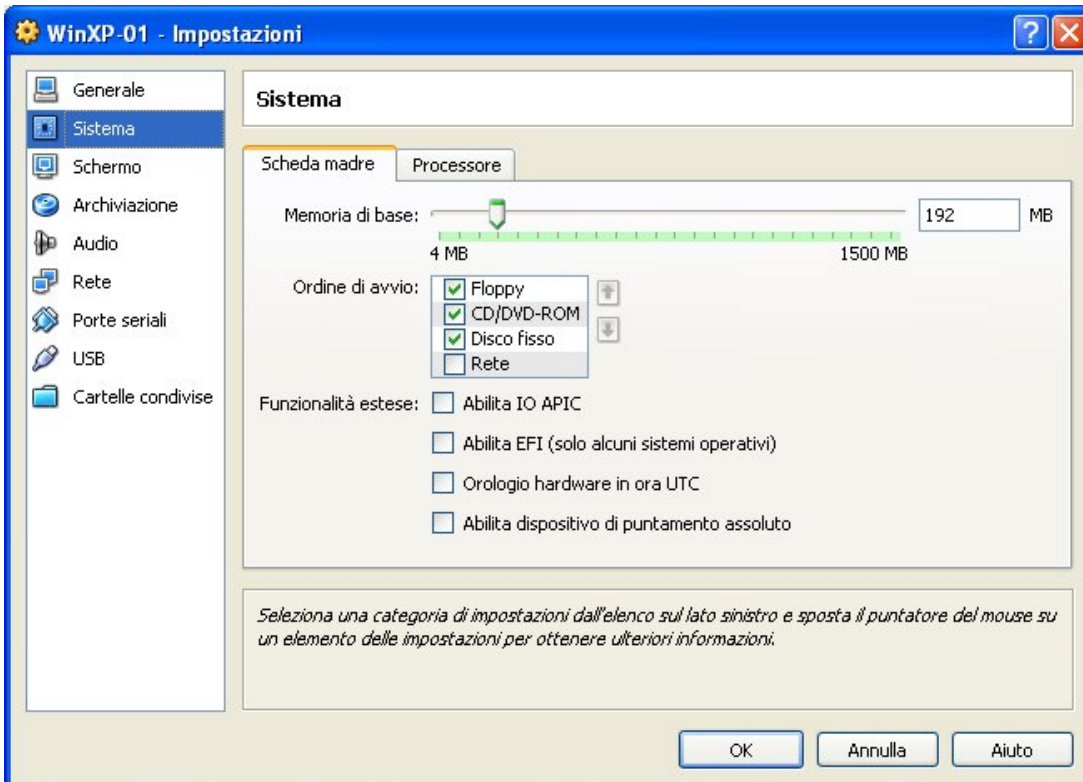 WinXP-01 - Impostazioni
Generale
Sistema
Schermo
Archiviazione
Audio
Rete
Porte seriali
USB
Cartelle condivise
Sistema
Scheda madre Processore
Memoria di base: 192 MB
4 MB 1500 MB
Ordine di avvio: Floppy
CD/DVD-ROM
Disco fisso
Rete
Funzionalità estese: Abilita IO APIC
Abilita EFI (solo alcuni sistemi operativi)
Orologio hardware in ora UTC
Abilita dispositivo di puntamento assoluto
Seleziona una categoria di impostazioni dall'elenco sul lato sinistro e sposta il puntatore del mouse su
un elemento delle impostazioni per ottenere ulteriori informazioni.
OK Annulla Aiuto